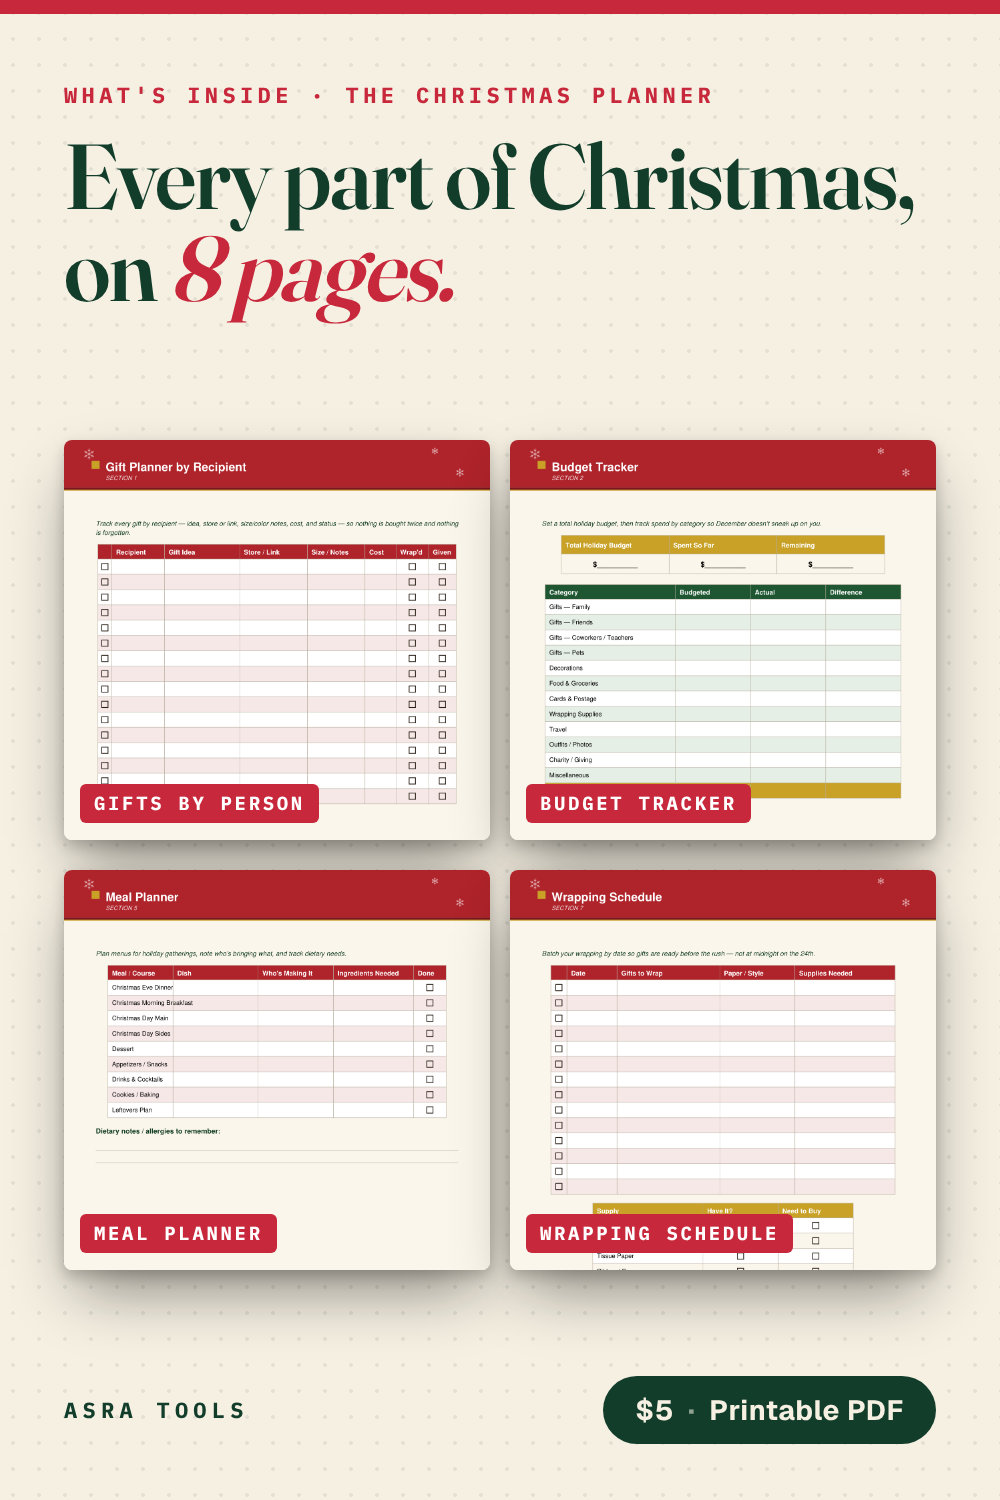 WHAT'S INSIDE · THE CHRISTMAS PLANNER
Every part of Christmas,
on 8 pages.
Gift Planner by Recipient
SECTION 1
Track every gift by recipient — idea, store or link, size/color notes, cost, and status — so nothing is bought twice and nothing
is forgotten.
Recipient Gift Idea Store / Link Size / Notes Cost Wrap'd Given
GIFTS BY PERSON
Budget Tracker
SECTION 2
Set a total holiday budget, then track spend by category so December doesn't sneak up on you.
Total Holiday Budget Spent So Far Remaining
$________ $________ $________
Category Budgeted Actual Difference
Gifts — Family
Gifts — Friends
Gifts — Coworkers / Teachers
Gifts — Pets
Decorations
Food & Groceries
Cards & Postage
Wrapping Supplies
Travel
Outfits / Photos
Charity / Giving
Miscellaneous
BUDGET TRACKER
Meal Planner
SECTION 5
Plan menus for holiday gatherings, note who's bringing what, and track dietary needs.
Meal / Course Dish Who's Making It Ingredients Needed Done
Christmas Eve Dinner
Christmas Morning Breakfast
Christmas Day Main
Christmas Day Sides
Dessert
Appetizers / Snacks
Drinks & Cocktails
Cookies / Baking
Leftovers Plan
Dietary notes / allergies to remember:
MEAL PLANNER
Wrapping Schedule
SECTION 7
Batch your wrapping by date so gifts are ready before the rush — not at midnight on the 24th.
Date Gifts to Wrap Paper / Style Supplies Needed
Supply Have It? Need to Buy
WRAPPING SCHEDULE
Tissue Paper
ASRA TOOLS
$5 · Printable PDF